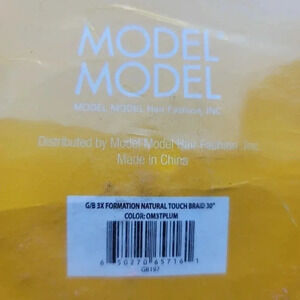 MODEL
MODEL
MODEL MODEL Hair Fashion, INC
Distributed by Model Model Hair Fashion, Inc.
Made in China
G/B 3X FORMATION NATURAL TOUCH BRAID 30"
COLOR: OM3TPLUM
6 50270 65716 1
GB197